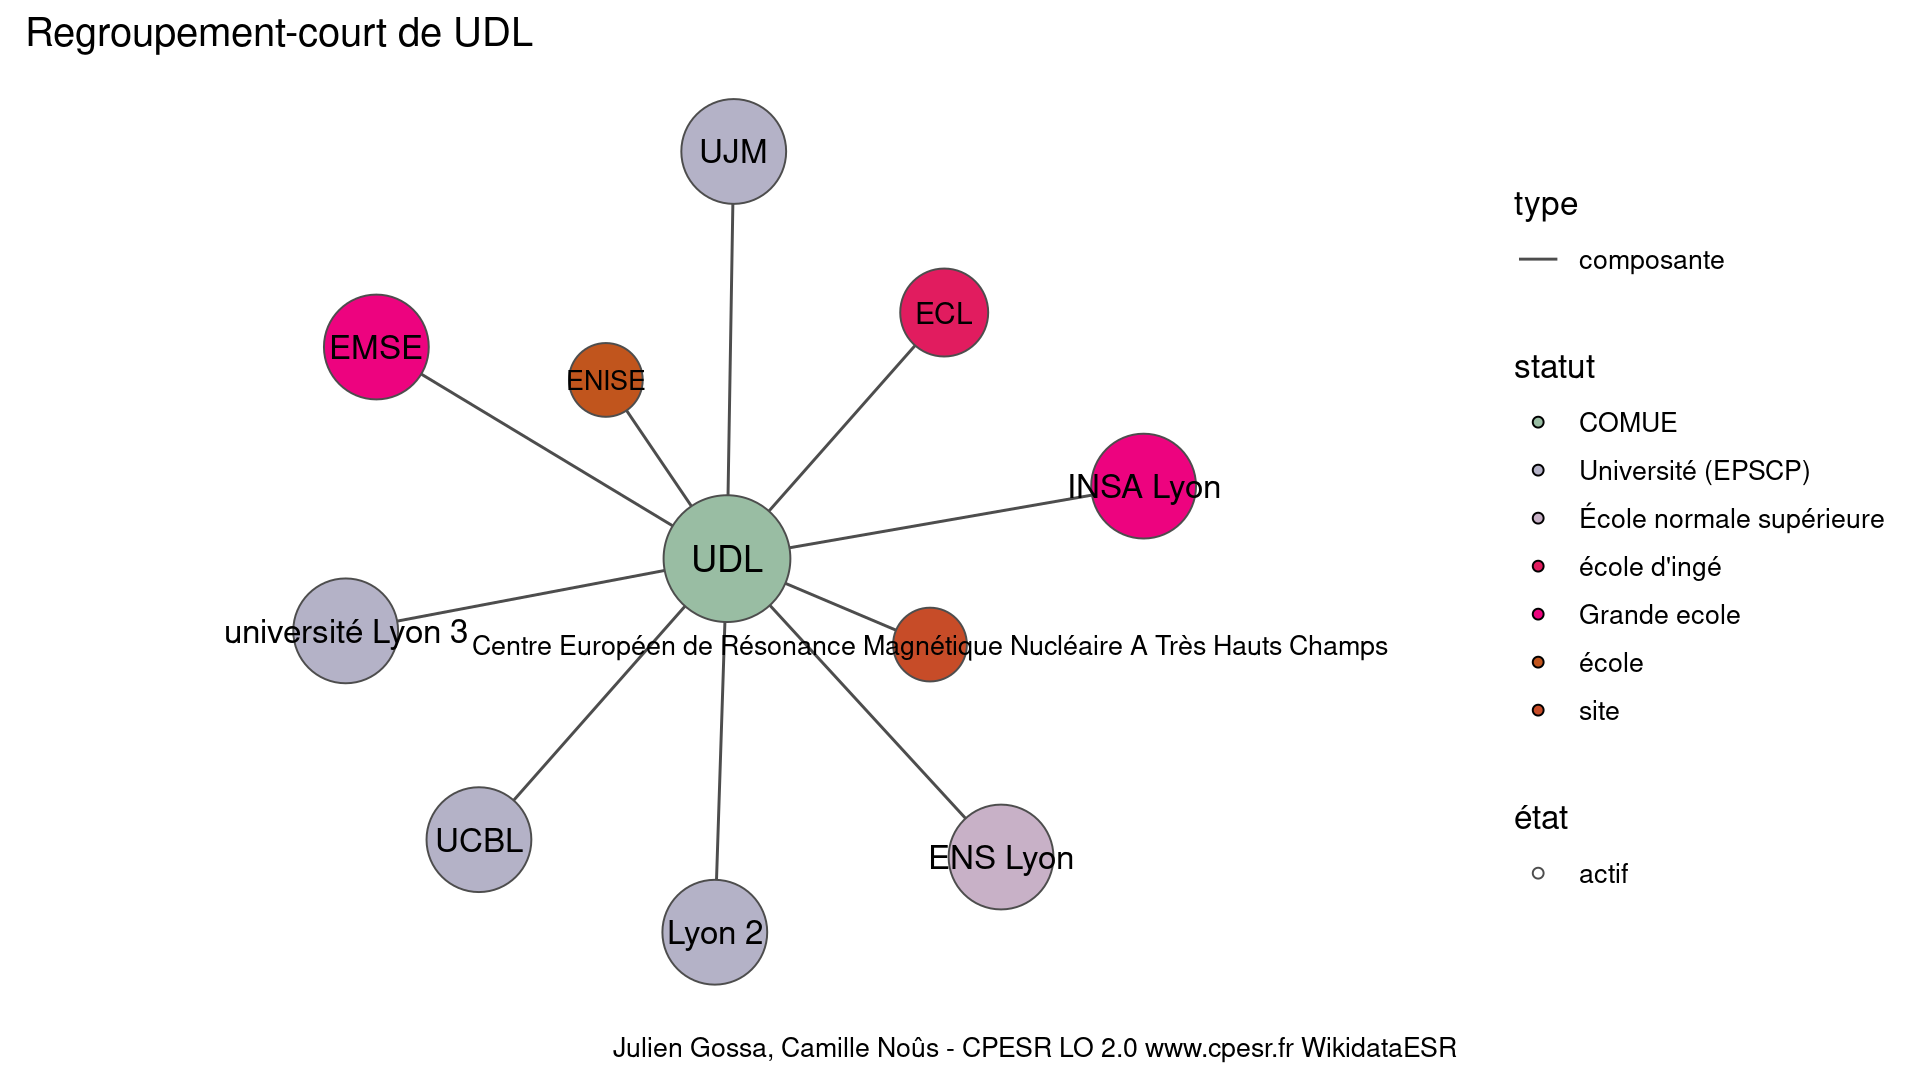 Regroupement-court de UDL
UJM
ECL
EMSE
ENISE
INSA Lyon
UDL
université Lyon 3
Centre Européen de Résonance Magnétique Nucléaire A Très Hauts Champs
UCBL
ENS Lyon
Lyon 2
type
composante
statut
COMUE
Université (EPSCP)
École normale supérieure
école d'ingé
Grande ecole
école
site
état
actif
Julien Gossa, Camille Noûs - CPESR LO 2.0 www.cpesr.fr WikidataESR